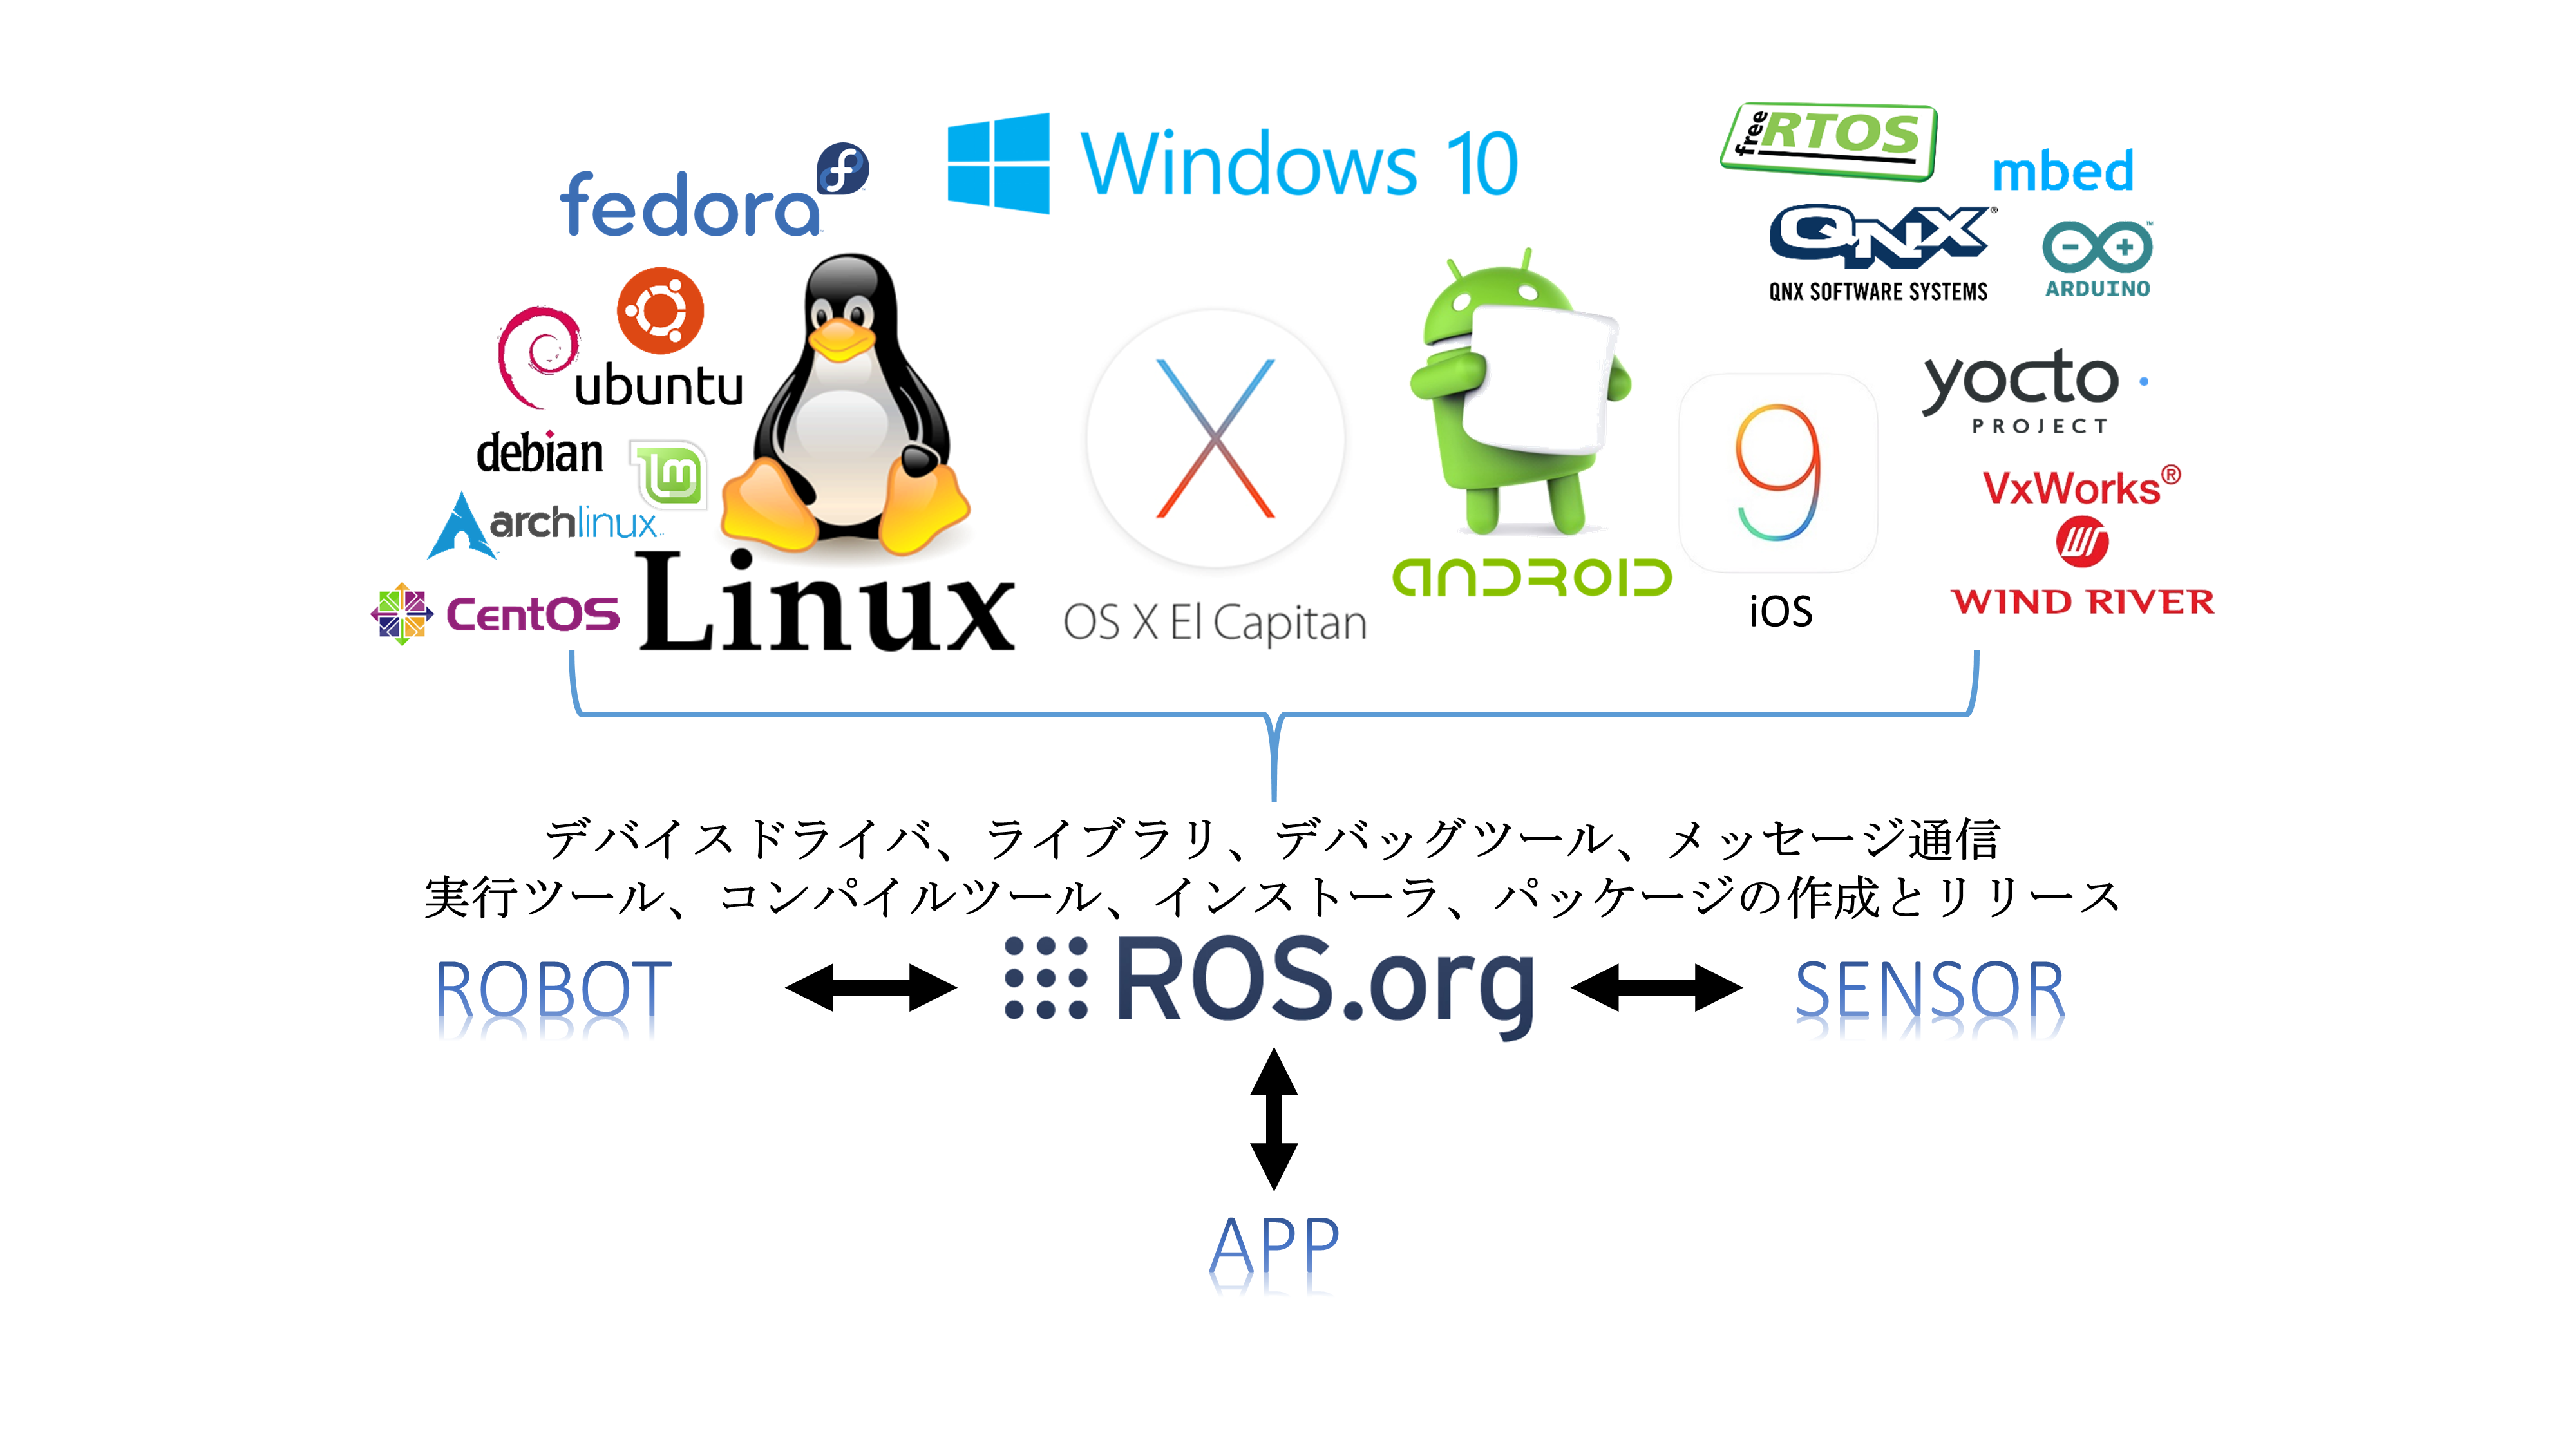 Windows 10
free RTOS
mbed
fedora
QNX®
QNX SOFTWARE SYSTEMS
ARDUINO™
ubuntu
debian
lm
archlinux
CentOS
Linux
X
OS X El Capitan
ANDROID
9
iOS
yocto
PROJECT
VxWorks®
WIND RIVER
デバイスドライバ、ライブラリ、デバッグツール、メッセージ通信
実行ツール、コンパイルツール、インストーラ、パッケージの作成とリリース
ROBOT
ROS.org
SENSOR
APP